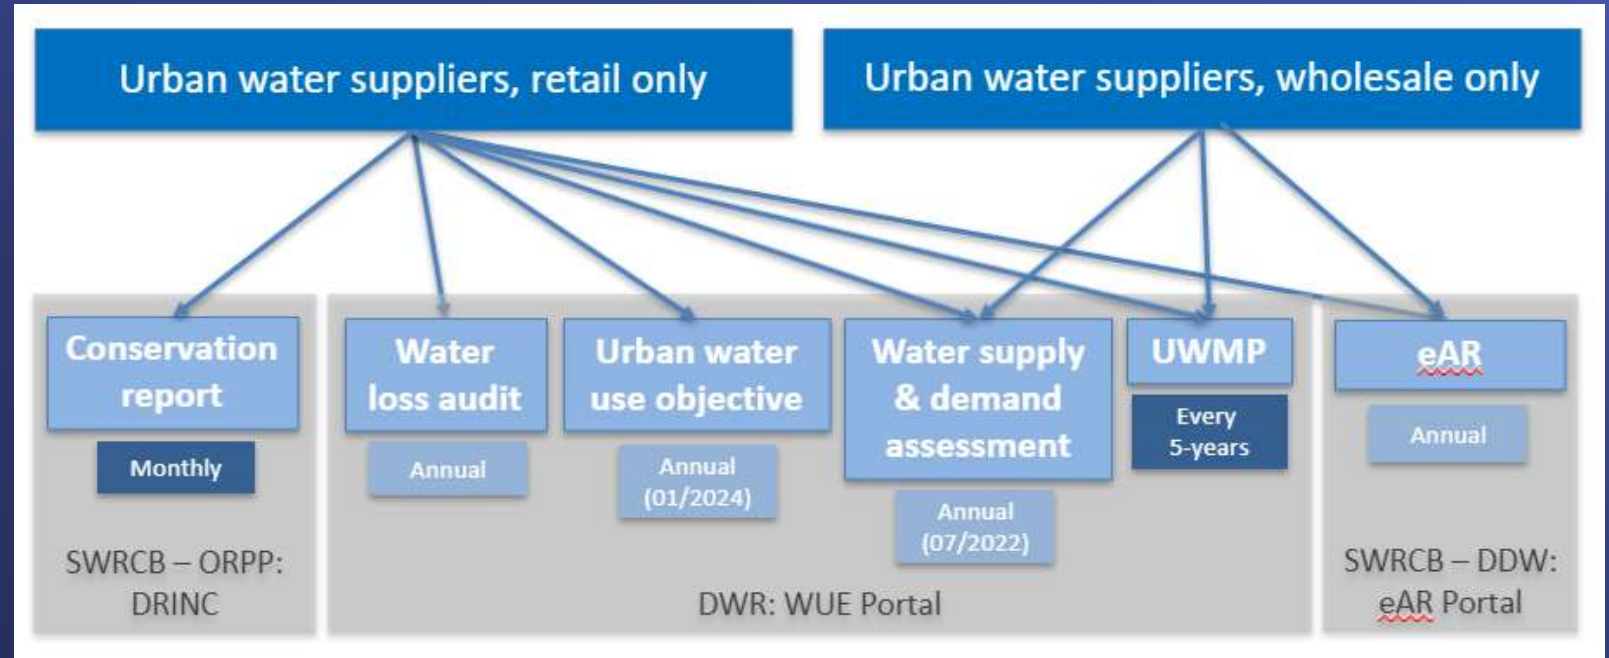 Urban water suppliers, retail only
Urban water suppliers, wholesale only
Conservation
report
Monthly
SWRCB – ORPP:
DRINC
Water
loss audit
Annual
Urban water
use objective
Annual
(01/2024)
Water supply
& demand
assessment
Annual
(07/2022)
UWMP
Every
5-years
DWR: WUE Portal
eAR
Annual
SWRCB – DDW:
eAR Portal